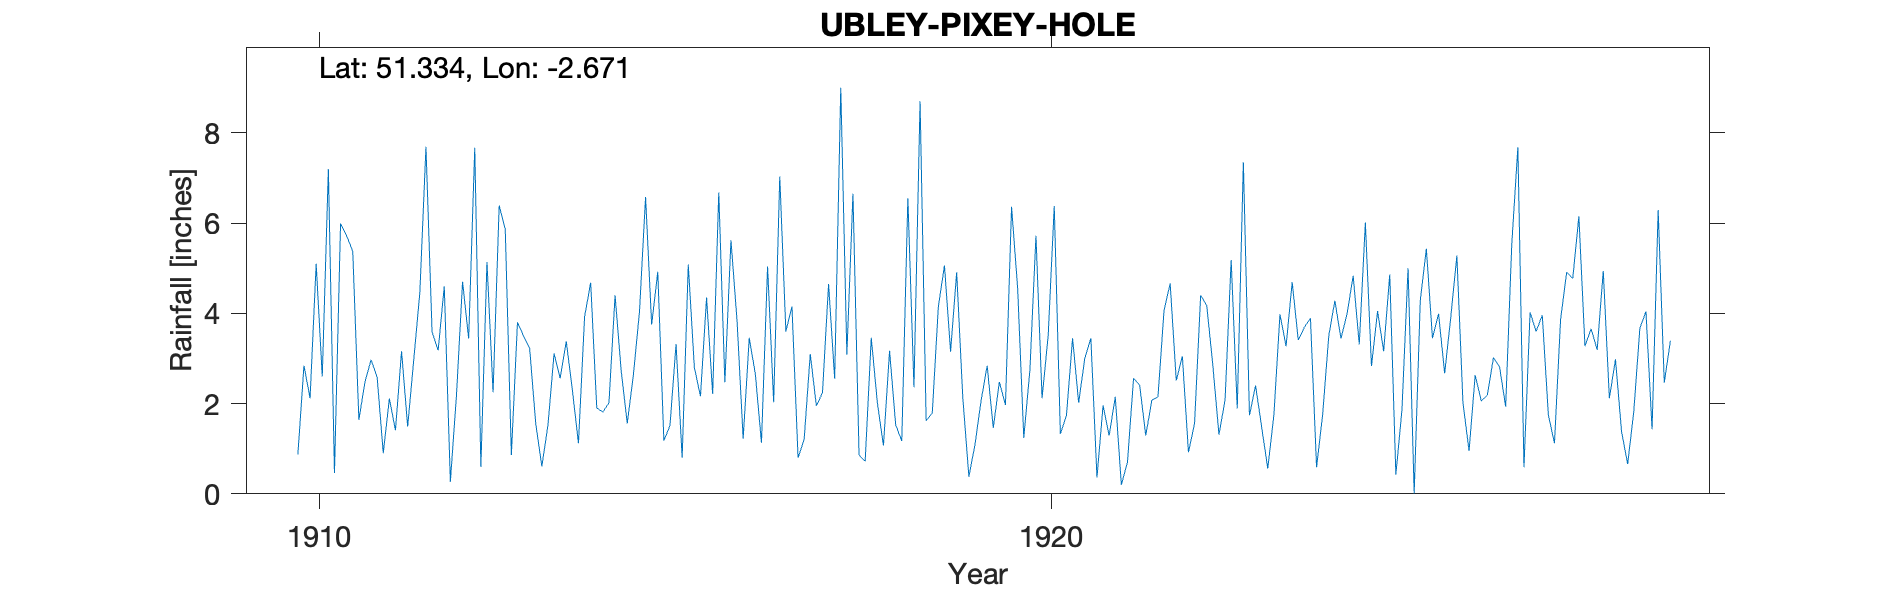 UBLEY-PIXEY-HOLE
Lat: 51.334, Lon: -2.671
Rainfall [inches]
8
6
4
2
0
1910 1920
Year